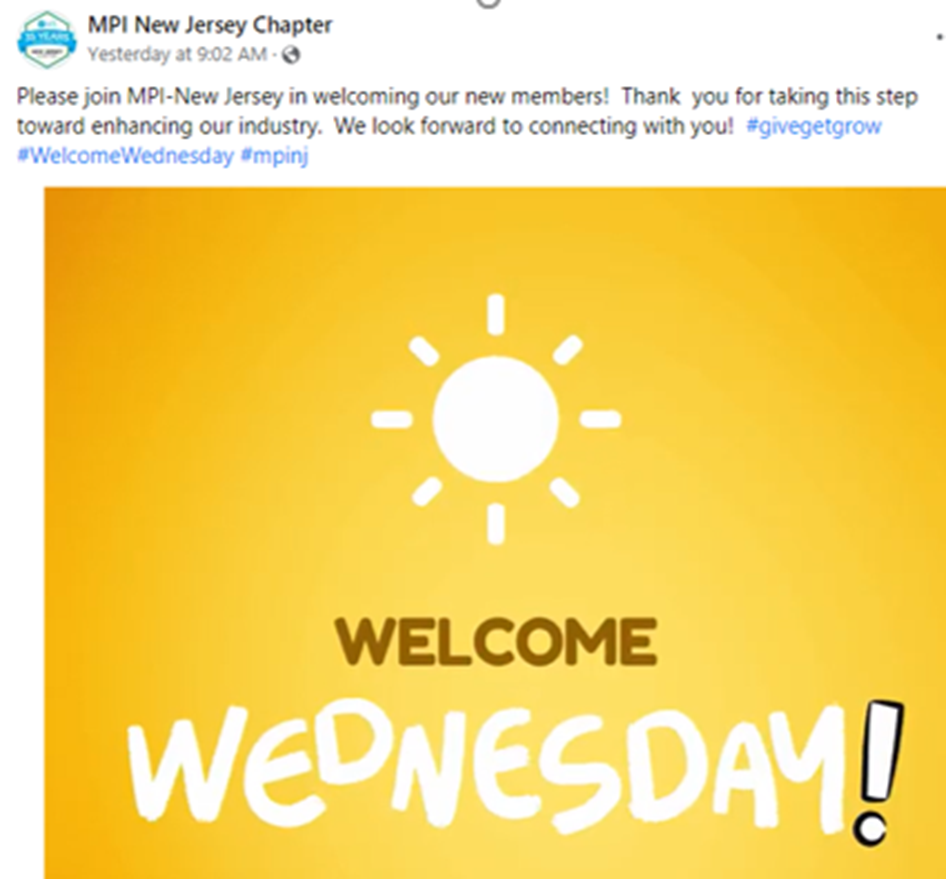 35 YEARS
MPI New Jersey Chapter
Yesterday at 9:02 AM ·
Please join MPI-New Jersey in welcoming our new members!  Thank  you for taking this step
toward enhancing our industry.  We look forward to connecting with you!  #givegetgrow
#WelcomeWednesday #mpinj
WELCOME
WEDNESDAY!